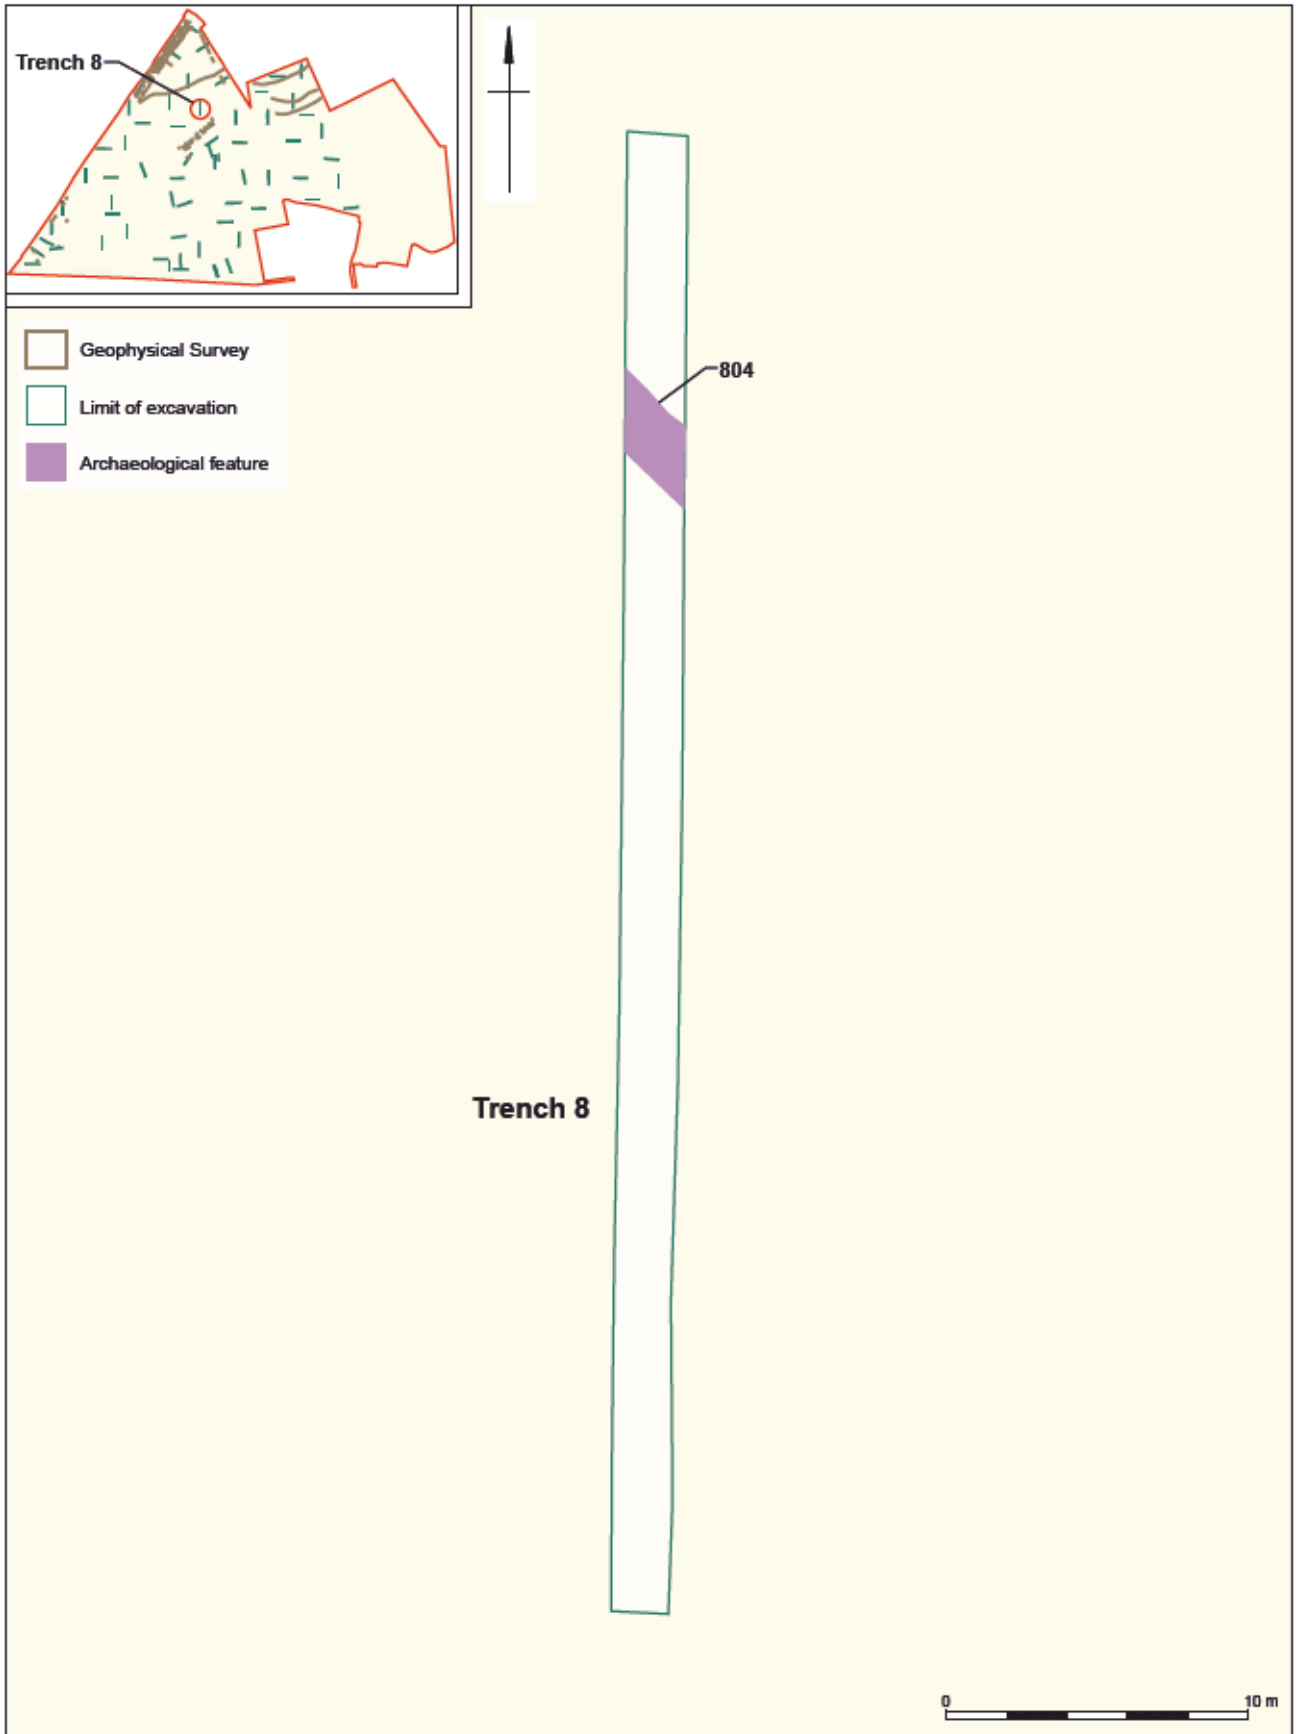 Trench 8
Geophysical Survey
Limit of excavation
Archaeological feature
804
Trench 8
0 10 m